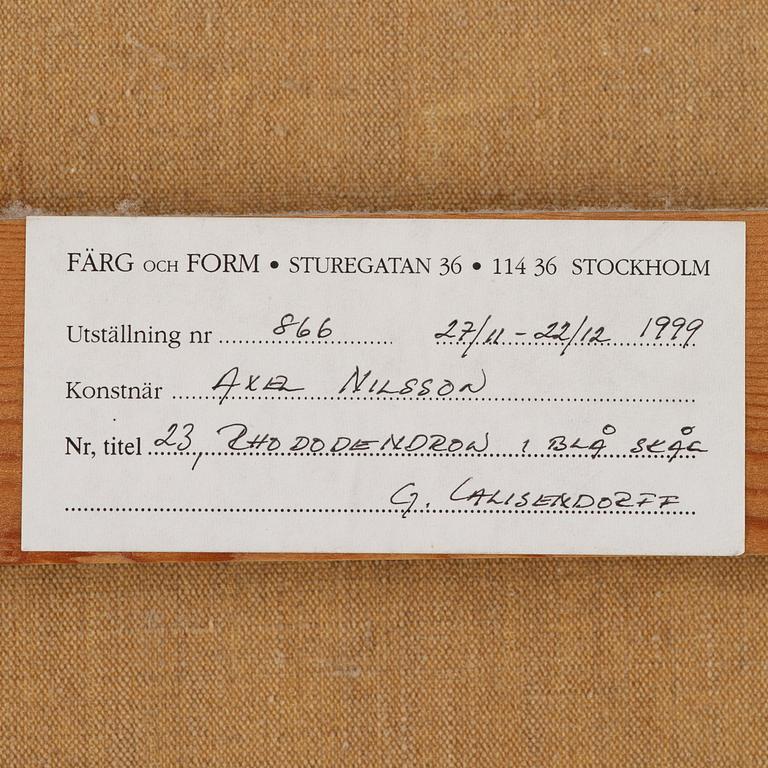 FÄRG OCH FORM • STUREGATAN 36 • 114 36 STOCKHOLM
Utställning nr 866 27/11 – 22/12 1999
Konstnär AXEL NILSSON
Nr, titel 23, RHODODENDRON I BLÅ SKÅL
G. CALISSENDORFF